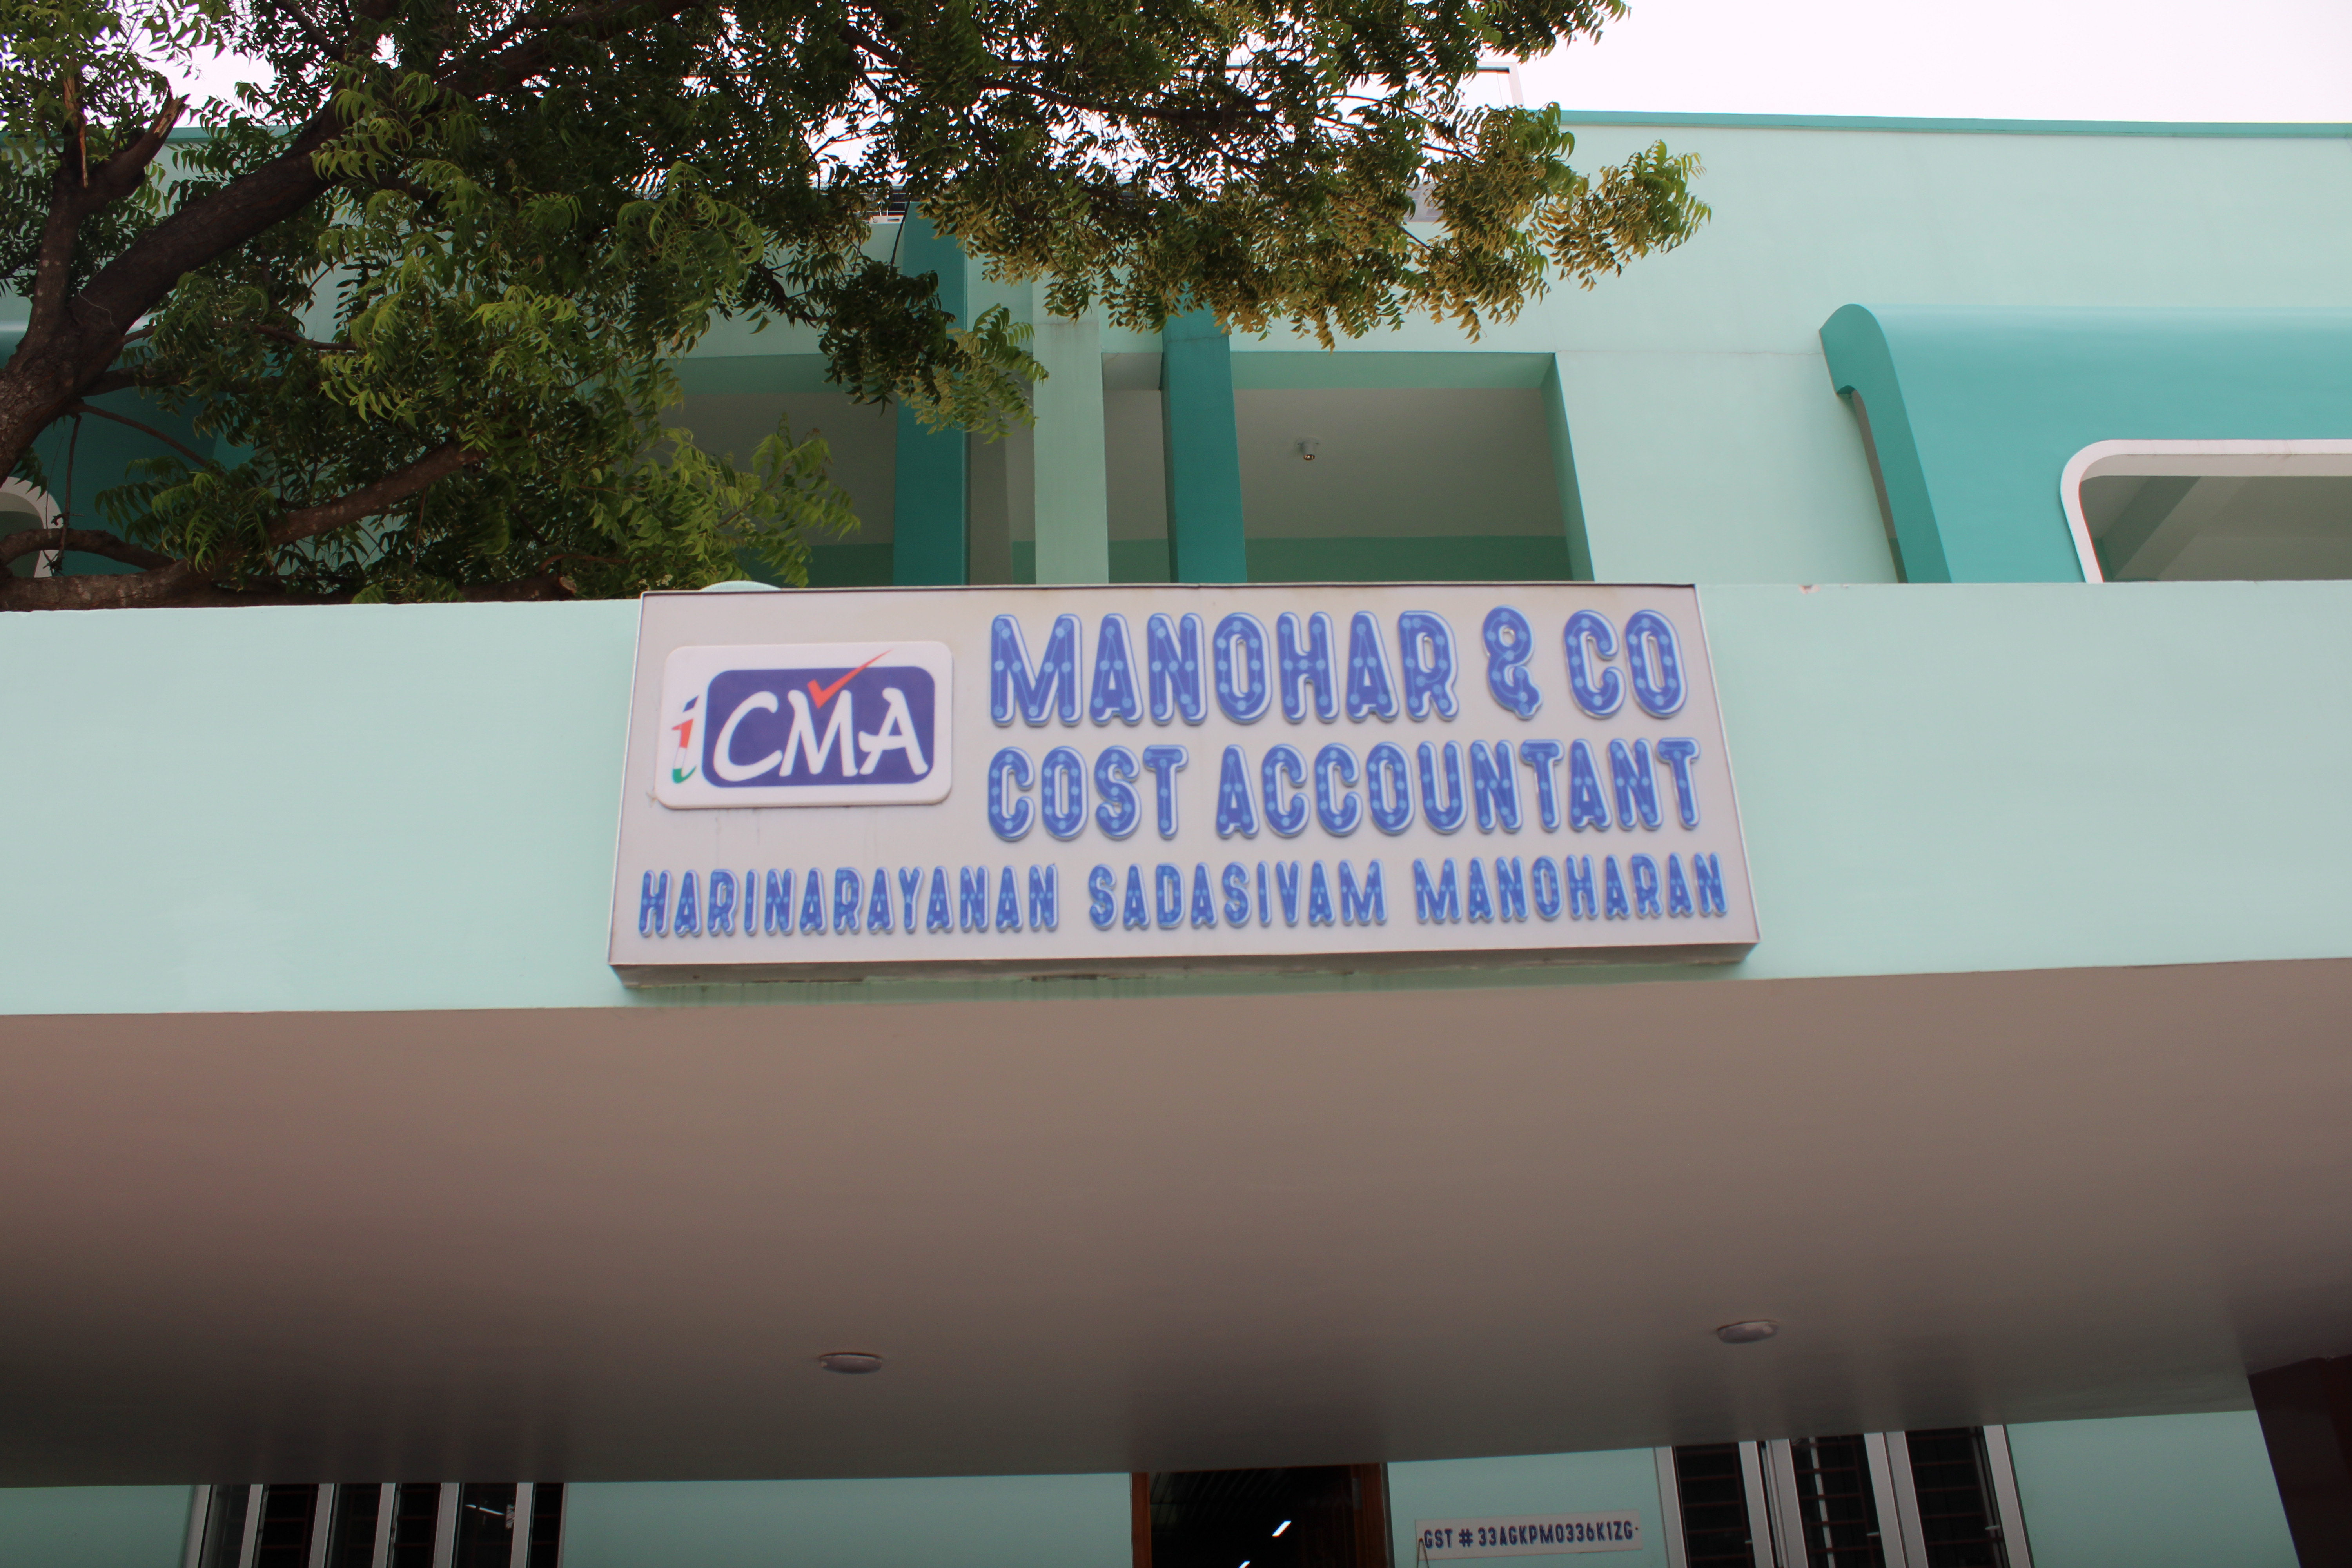 iCMA
MANOHAR & CO
COST ACCOUNTANT
HARINARAYANAN SADASIVAM MANOHARAN
GST # 33AGKPM0336K1ZG